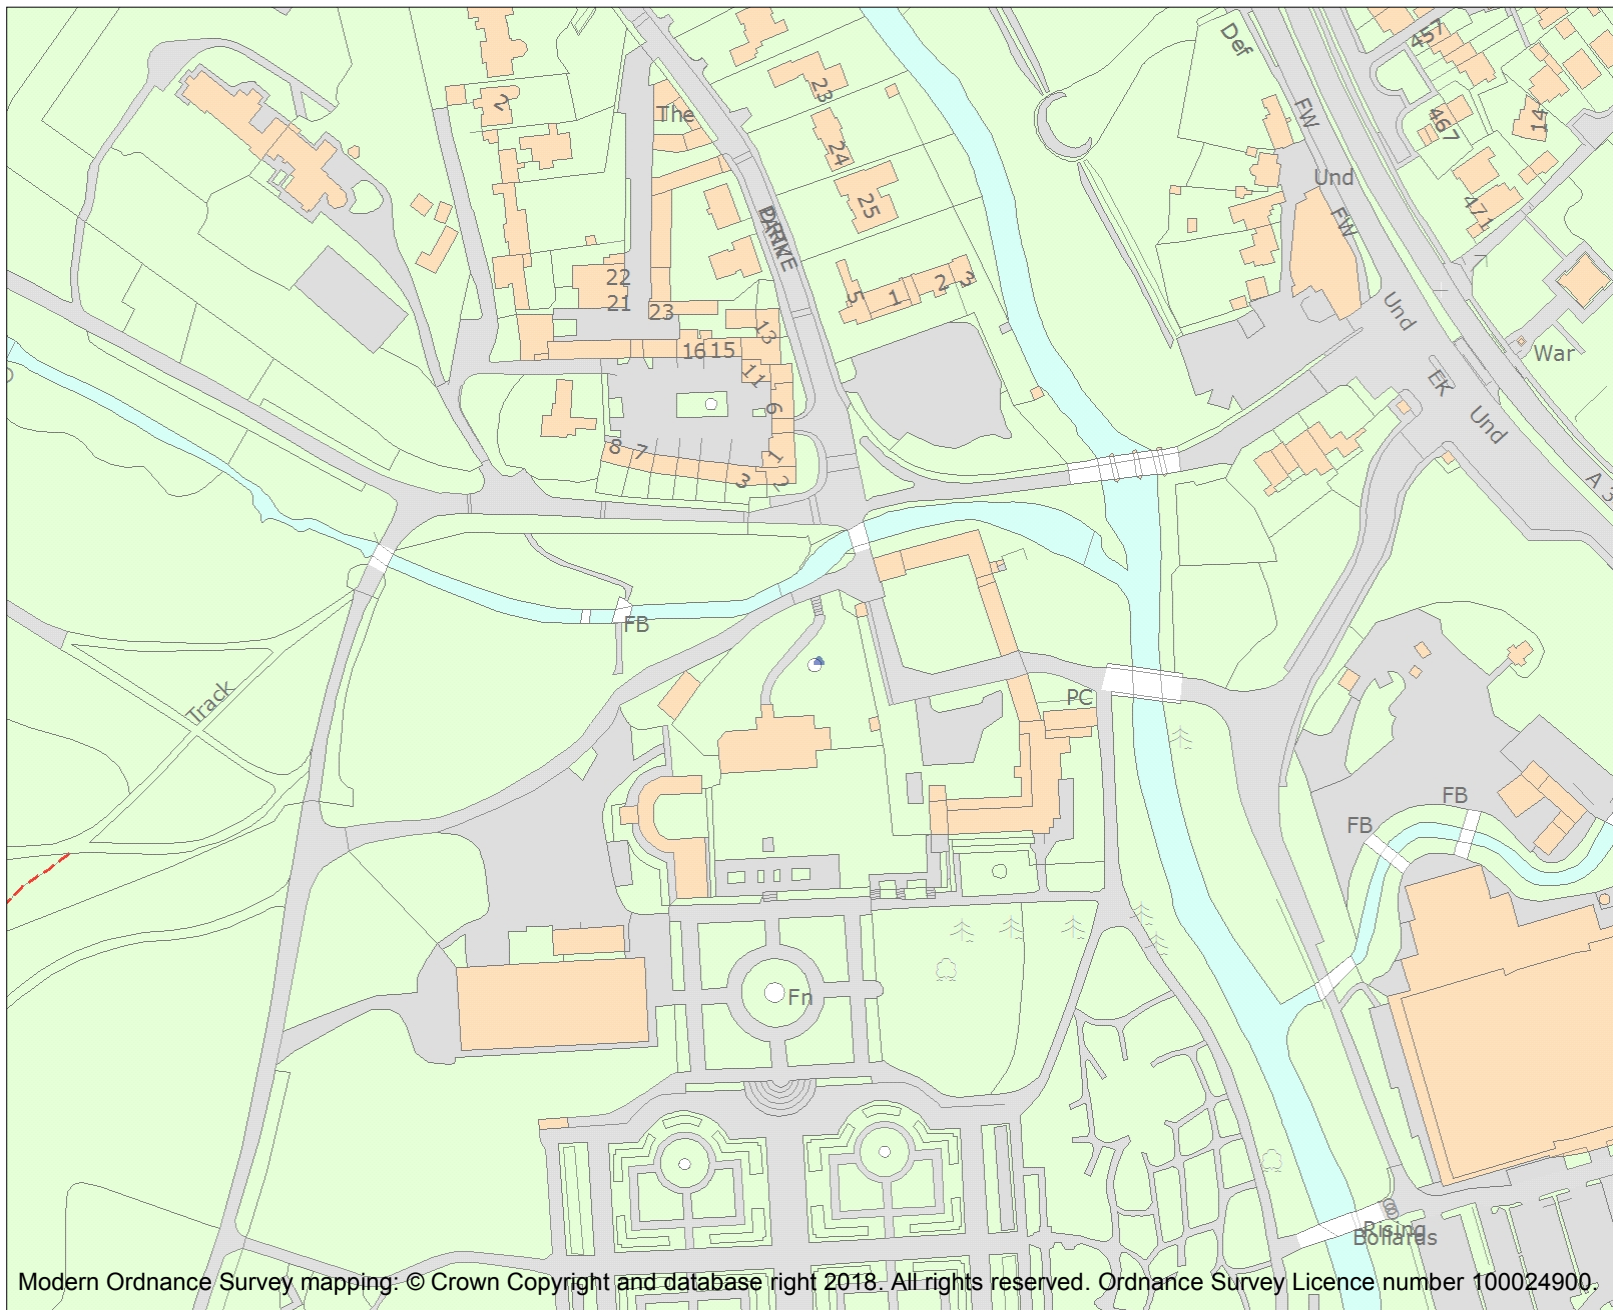 457
Def
2
23
The
FW
467
14
24
Und
25
471
FW
DRIVE
22
5
1
2
3
21
23
Und
13
16
15
War
11
EK
6
Und
8
7
1
3
2
A 3
FB
Track
PC
FB
FB
Fn
Rising
Bollards
Modern Ordnance Survey mapping: © Crown Copyright and database right 2018. All rights reserved. Ordnance Survey Licence number 100024900.